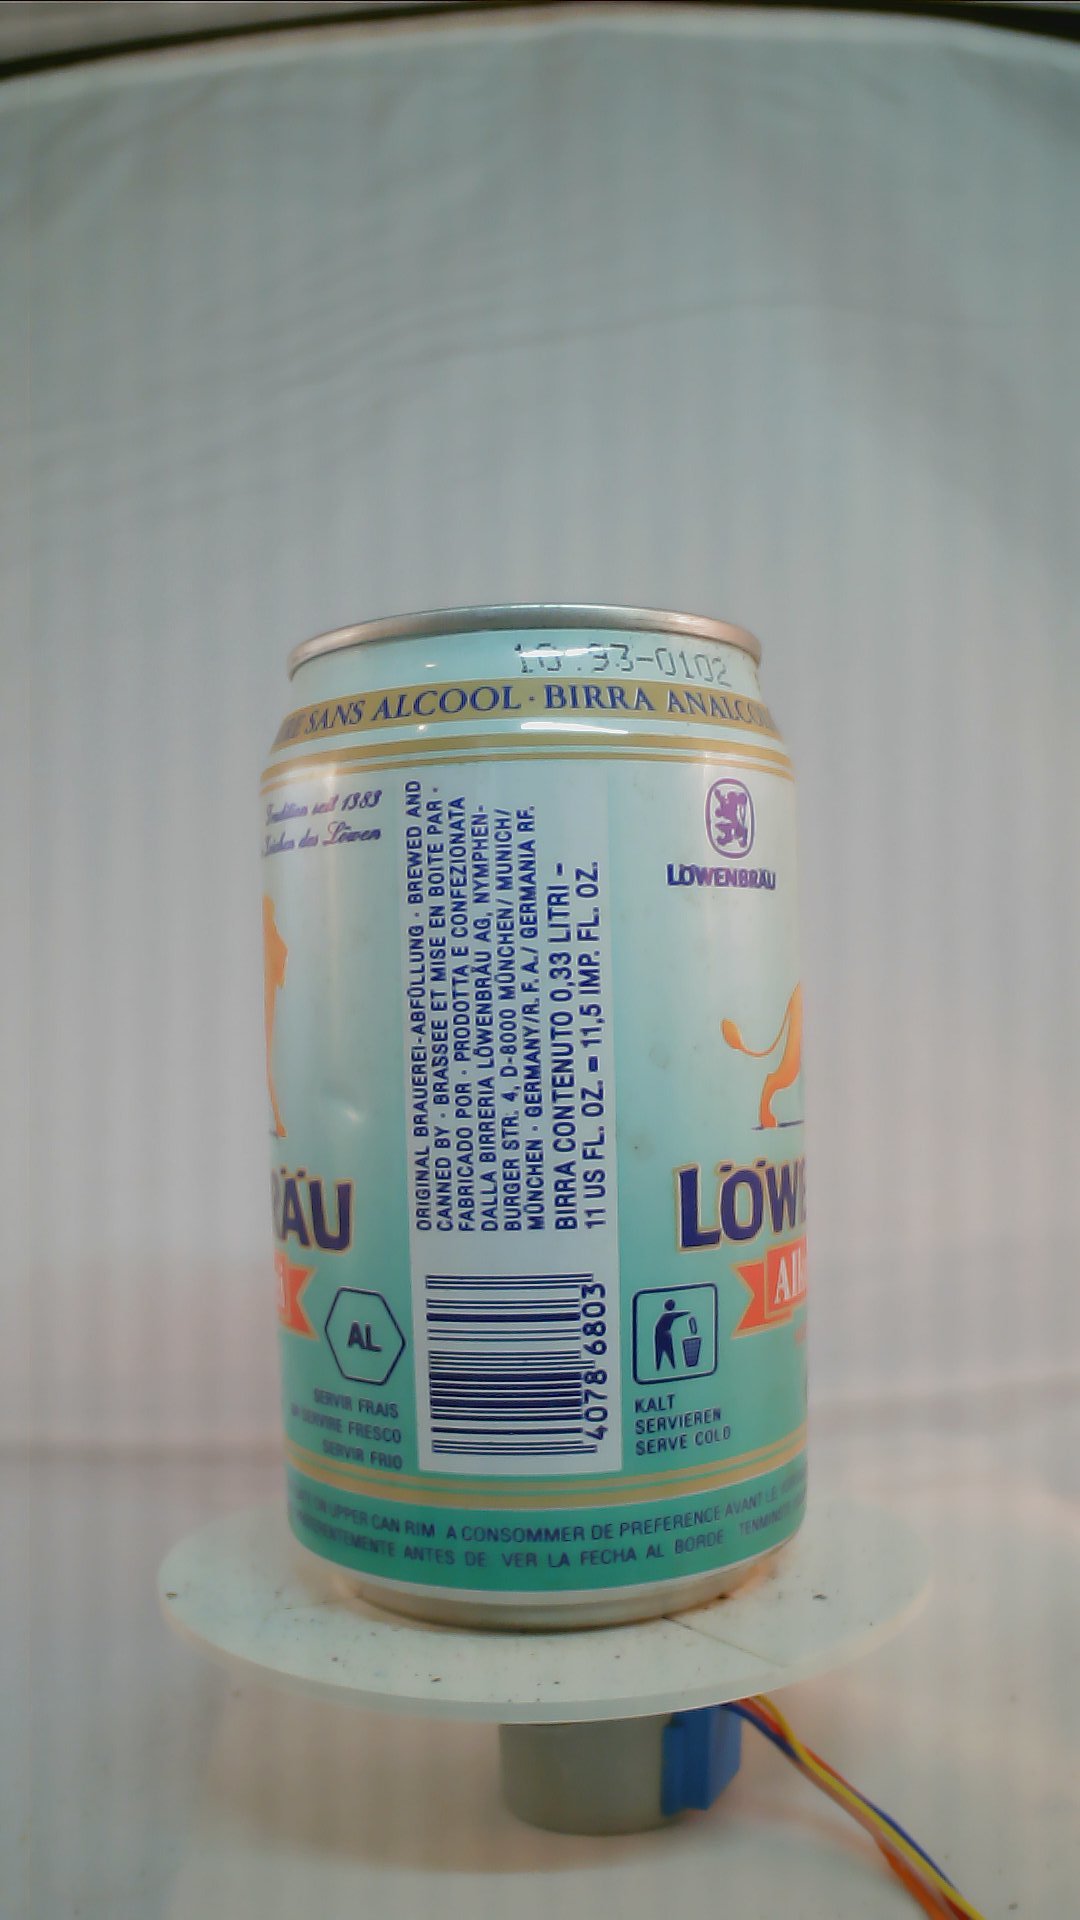 10.93-0102
SANS ALCOOL · BIRRA
Tradition seit 1383
Zeichen des Löwen
ORIGINAL BRAUEREI-ABFÜLLUNG · BREWED AND
CANNED BY · BRASSEE ET MISE EN BOITE PAR ·
FABRICADO POR · PRODOTTA E CONFEZIONATA
DALLA BIRRERIA LÖWENBRÄU AG, NYMPHEN-
BURGER STR. 4, D-8000 MÜNCHEN/ MUNICH/
MÜNCHEN · GERMANY/R.F.A./ GERMANIA RF.
BIRRA CONTENUTO 0,33 LITRI –
11 US FL. OZ. = 11,5 IMP. FL. OZ.
4078 6803
LÖWENBRÄU
RÄU
LÖWE
AL
SERVIR FRAIS
SERVIRE FRESCO
SERVIR FRIO
KALT
SERVIEREN
SERVE COLD
ON UPPER CAN RIM A CONSOMMER DE PREFERENCE AVANT LE
ANTES DE VER LA FECHA AL BORDE